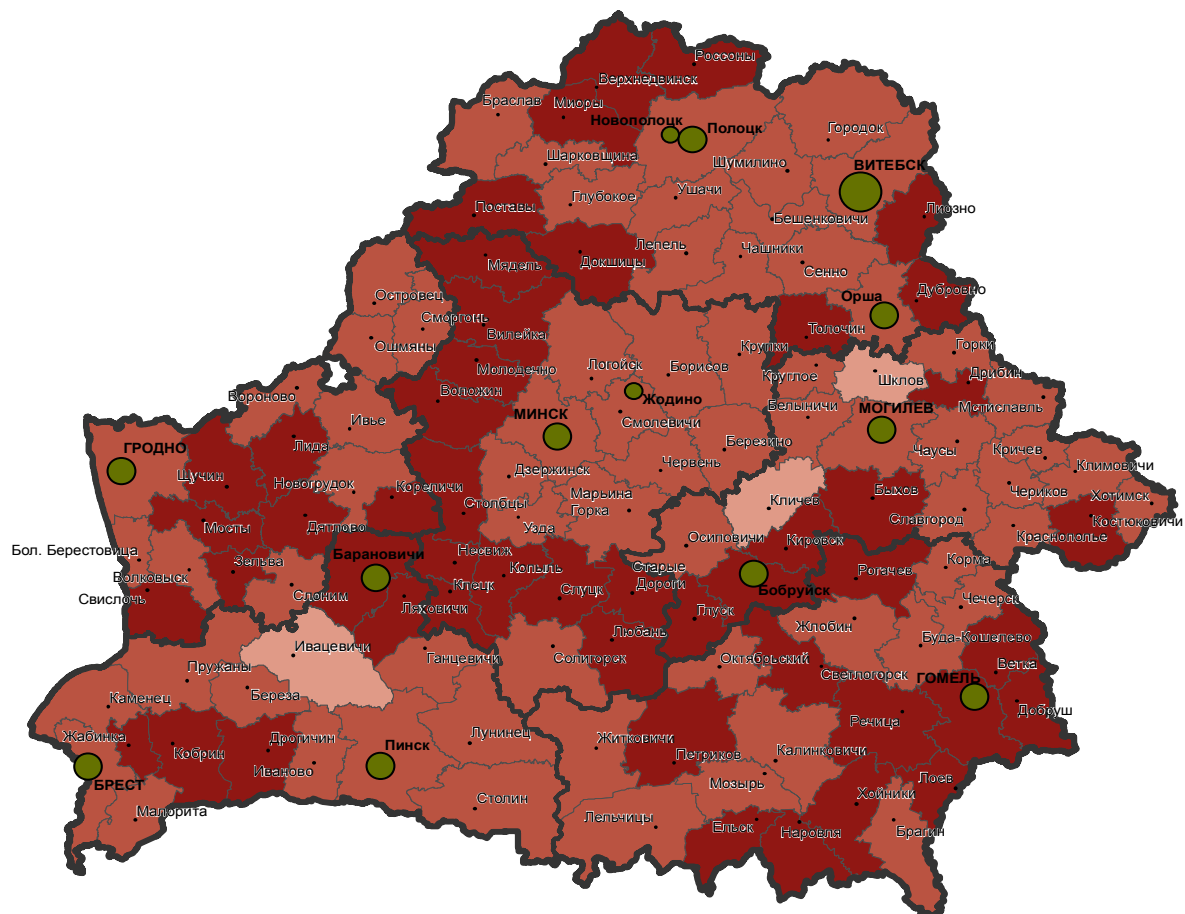 Россоны
Верхнедвинск
Браслав
Миоры
Новополоцк
Полоцк
Городок
Шарковщина
Шумилино
ВИТЕБСК
Глубокое
Ушачи
Поставы
Бешенковичи
Лиозно
Лепель
Чашники
Мядель
Докшицы
Сенно
Островец
Орша
Дубровно
Сморгонь
Вилейка
Толочин
Ошмяны
Крупки
Горки
Логойск
Борисов
Молодечно
Круглое
Шклов
Дрибин
Вороново
Воложин
Жодино
Белыничи
МОГИЛЕВ
Мстиславль
Ивье
МИНСК
Смолевичи
ГРОДНО
Лида
Березино
Чаусы
Кричев
Щучин
Червень
Климовичи
Новогрудок
Кореличи
Дзержинск
Кличев
Быхов
Чериков
Хотимск
Столбцы
Марьина
Горка
Мосты
Дятлово
Узда
Славгород
Костюковичи
Краснополье
Бол. Берестовица
Барановичи
Несвиж
Осиповичи
Кировск
Волковыск
Зельва
Копыль
Старые
Дороги
Корма
Свислочь
Слоним
Клецк
Слуцк
Бобруйск
Рогачев
Ляховичи
Глуск
Чечерск
Жлобин
Любань
Буда-Кошелево
Ивацевичи
Ганцевичи
Солигорск
Октябрьский
Ветка
Пружаны
Светлогорск
ГОМЕЛЬ
Береза
Каменец
Добруш
Речица
Жабинка
Дрогичин
Лунинец
Житковичи
Кобрин
Пинск
Петриков
Калинковичи
Иваново
БРЕСТ
Мозырь
Лоев
Столин
Хойники
Малорита
Лельчицы
Ельск
Наровля
Брагин